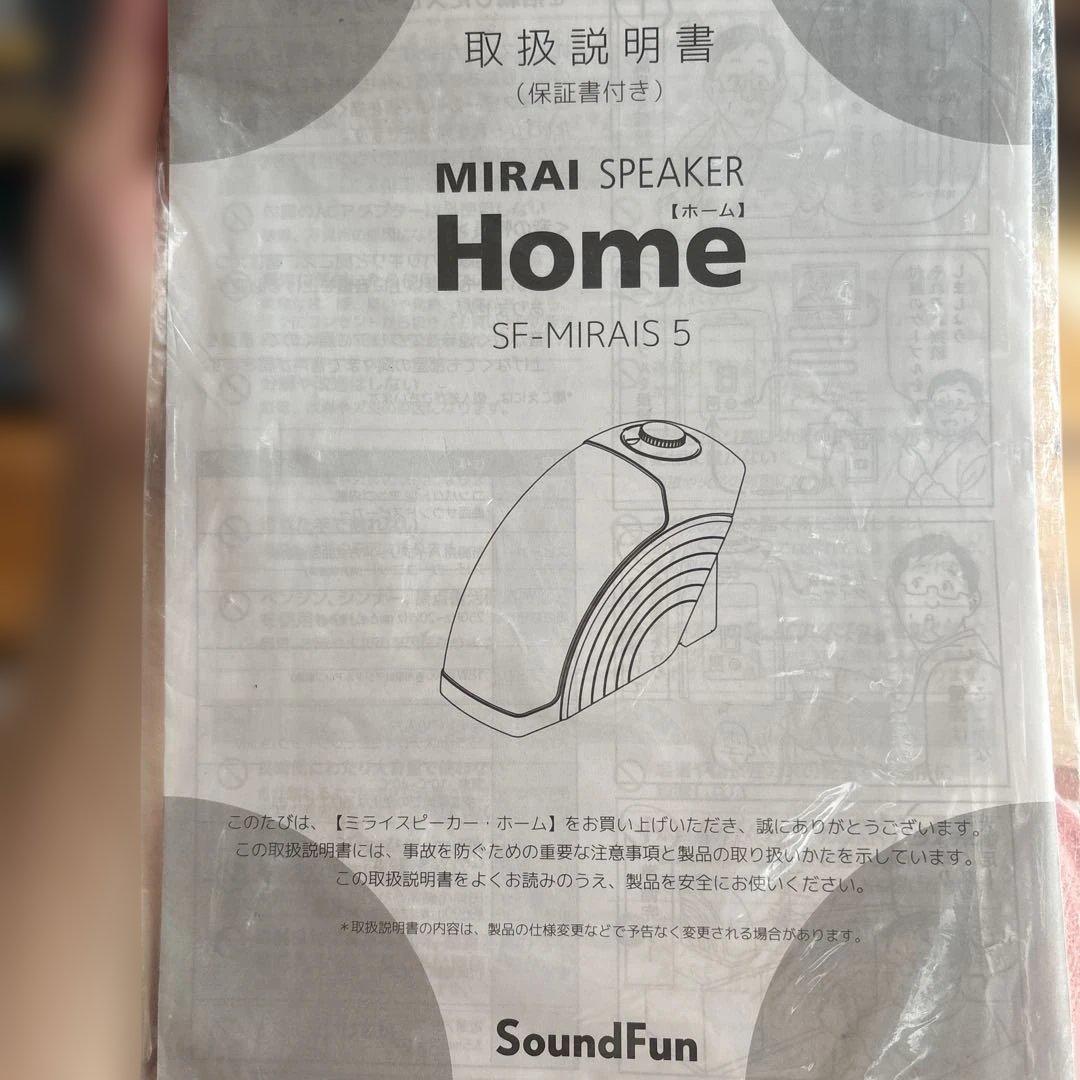 取扱説明書
（保証書付き）
MIRAI SPEAKER
【ホーム】
Home
SF-MIRAIS 5
このたびは、【ミライスピーカー・ホーム】をお買い上げいただき、誠にありがとうございます。
この取扱説明書には、事故を防ぐための重要な注意事項と製品の取り扱いかたを示しています。
この取扱説明書をよくお読みのうえ、製品を安全にお使いください。
＊取扱説明書の内容は、製品の仕様変更などで予告なく変更される場合があります。
SoundFun